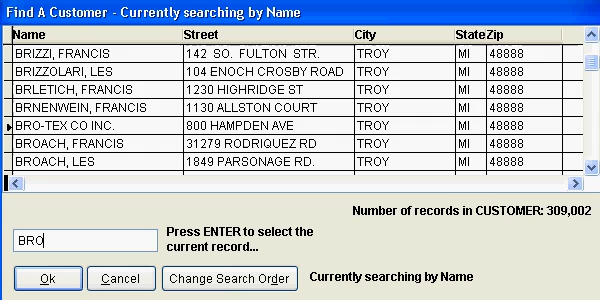 Find A Customer - Currently searching by Name
Name Street City State Zip
BRIZZI, FRANCIS 142 SO. FULTON STR. TROY MI 48888
BRIZZOLARI, LES 104 ENOCH CROSBY ROAD TROY MI 48888
BRLETICH, FRANCIS 1230 HIGHRIDGE ST TROY MI 48888
BRNENWEIN, FRANCIS 1130 ALLSTON COURT TROY MI 48888
BRO-TEX CO INC. 800 HAMPDEN AVE TROY MI 48888
BROACH, FRANCIS 31279 RODRIQUEZ RD TROY MI 48888
BROACH, LES 1849 PARSONAGE RD. TROY MI 48888
Number of records in CUSTOMER: 309,002
BRO
Press ENTER to select the
current record...
Ok Cancel Change Search Order Currently searching by Name